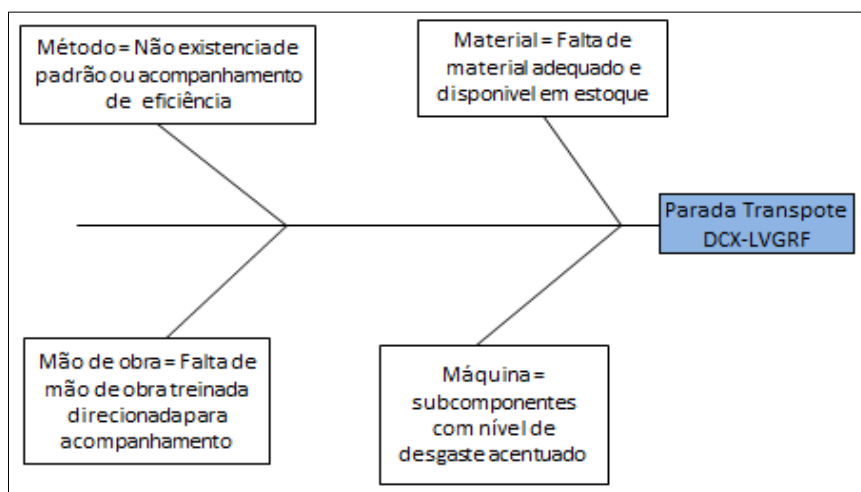 Método = Não existencia de
padrão ou acompanhamento
de eficiência
Material = Falta de
material adequado e
disponivel em estoque
Parada Transpote
DCX-LVGRF
Mão de obra = Falta de
mão de obra treinada
direcionada para
acompanhamento
Máquina =
subcomponentes
com nível de
desgaste acentuado